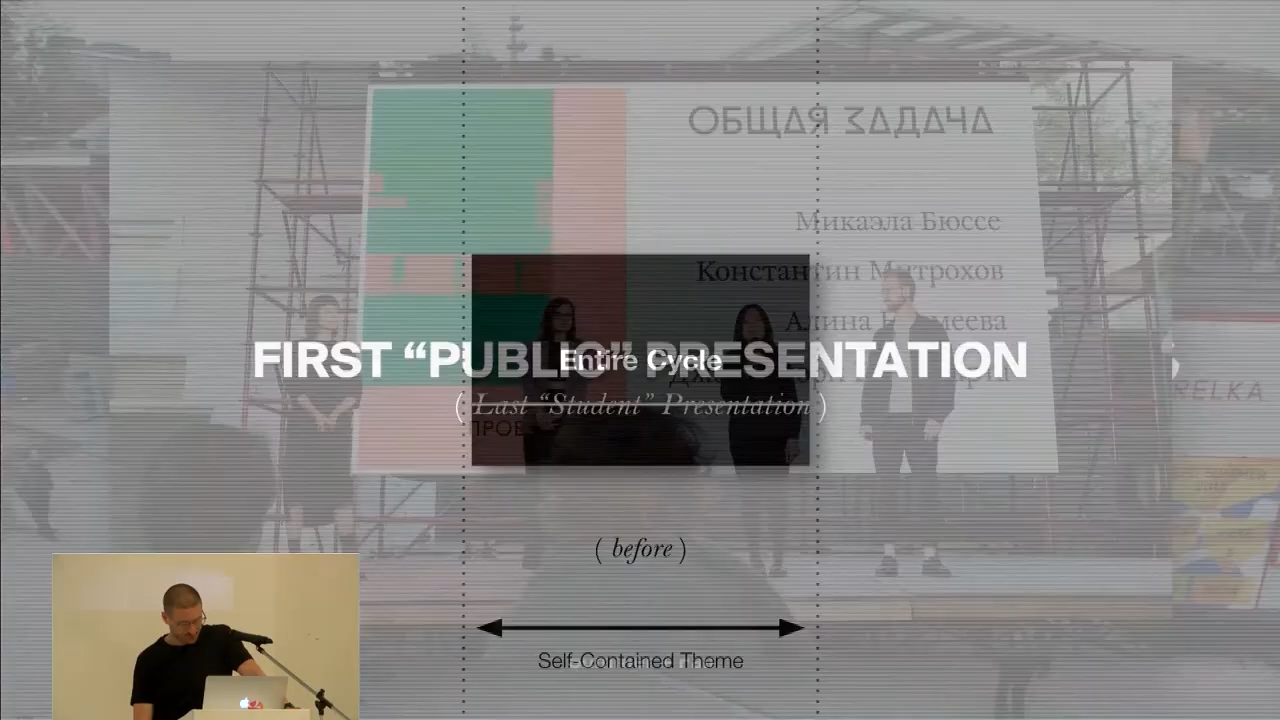 ОБЩАЯ ЗАДАЧА
Микаэла Бюссе
Константин Митрохов
Алина
FIRST “PUBLIC” PRESENTATION
Entire Cycle
( Last “Student” Presentation )
RELKA
( before )
Self-Contained Theme